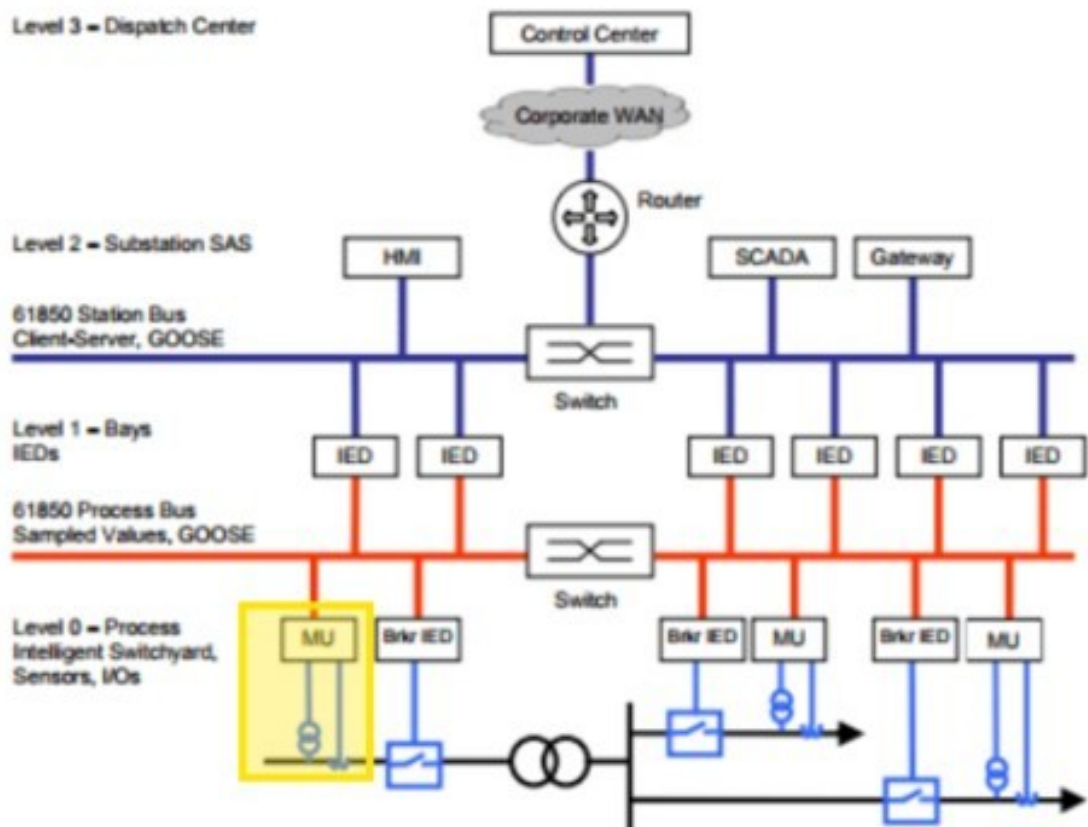 Level 3 – Dispatch Center
Control Center
Corporate WAN
Router
Level 2 – Substation SAS
HMI
SCADA
Gateway
61850 Station Bus
Client-Server, GOOSE
Switch
Level 1 – Bays
IEDs
IED
IED
IED
IED
IED
IED
61850 Process Bus
Sampled Values, GOOSE
Switch
Level 0 – Process
Intelligent Switchyard,
Sensors, I/Os
MU
Brkr IED
Brkr IED
MU
Brkr IED
MU